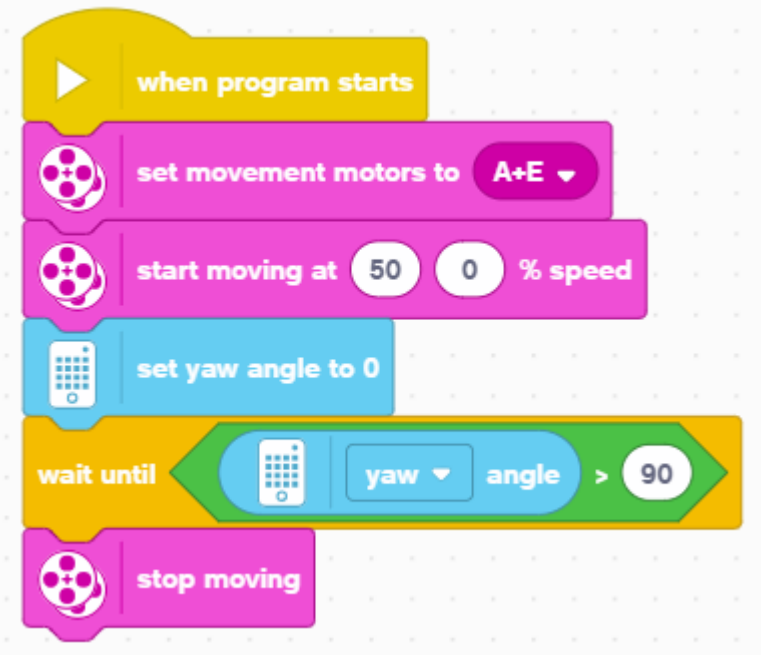 when program starts
set movement motors to A+E
start moving at 50 0 % speed
set yaw angle to 0
wait until yaw angle > 90
stop moving